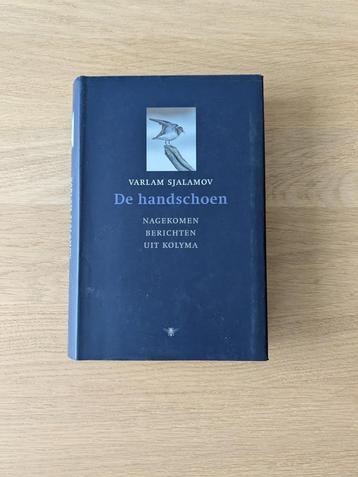 VARLAM SJALAMOV
De handschoen
NAGEKOMEN
BERICHTEN
UIT KOLYMA